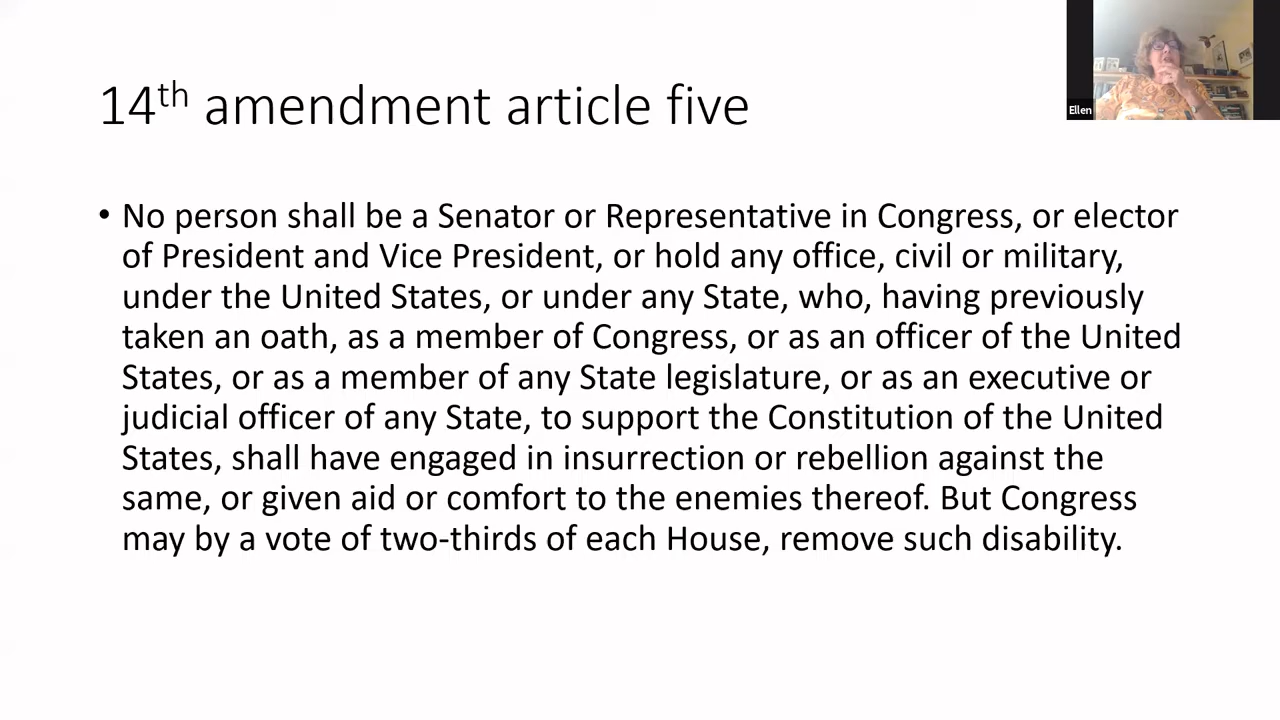 14th amendment article five
Ellen
• No person shall be a Senator or Representative in Congress, or elector
of President and Vice President, or hold any office, civil or military,
under the United States, or under any State, who, having previously
taken an oath, as a member of Congress, or as an officer of the United
States, or as a member of any State legislature, or as an executive or
judicial officer of any State, to support the Constitution of the United
States, shall have engaged in insurrection or rebellion against the
same, or given aid or comfort to the enemies thereof. But Congress
may by a vote of two-thirds of each House, remove such disability.